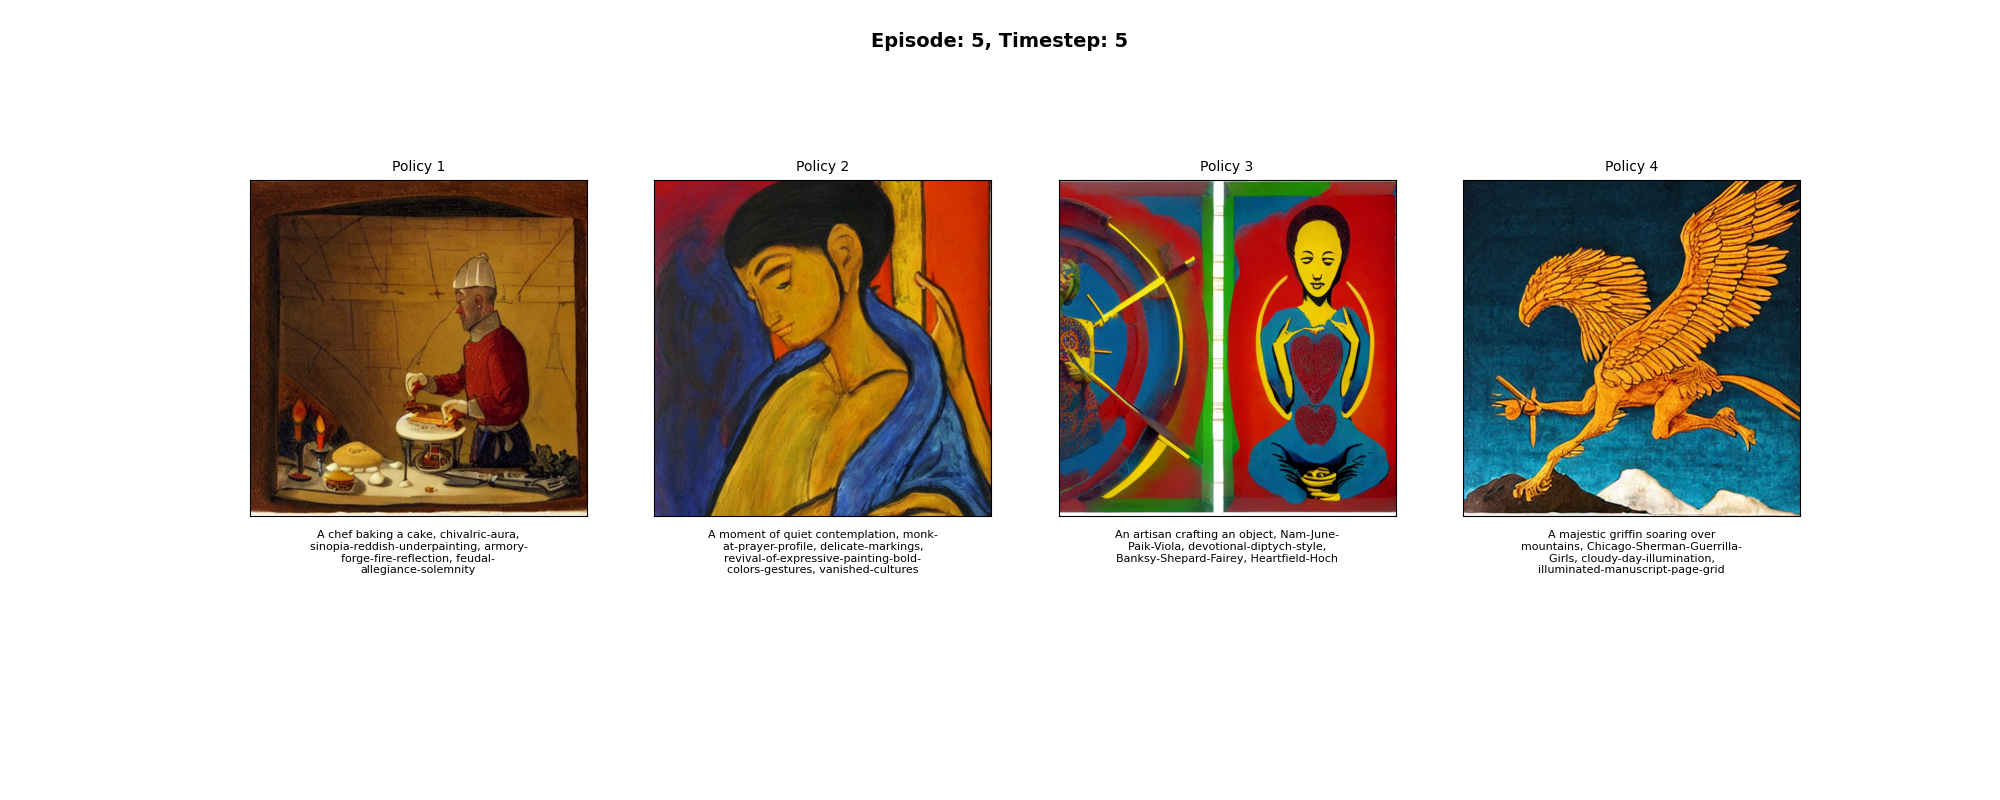 Episode: 5, Timestep: 5
Policy 1
Policy 2
Policy 3
Policy 4
A chef baking a cake, chivalric-aura,
sinopia-reddish-underpainting, armory-
forge-fire-reflection, feudal-
allegiance-solemnity
A moment of quiet contemplation, monk-
at-prayer-profile, delicate-markings,
revival-of-expressive-painting-bold-
colors-gestures, vanished-cultures
An artisan crafting an object, Nam-June-
Paik-Viola, devotional-diptych-style,
Banksy-Shepard-Fairey, Heartfield-Hoch
A majestic griffin soaring over
mountains, Chicago-Sherman-Guerrilla-
Girls, cloudy-day-illumination,
illuminated-manuscript-page-grid